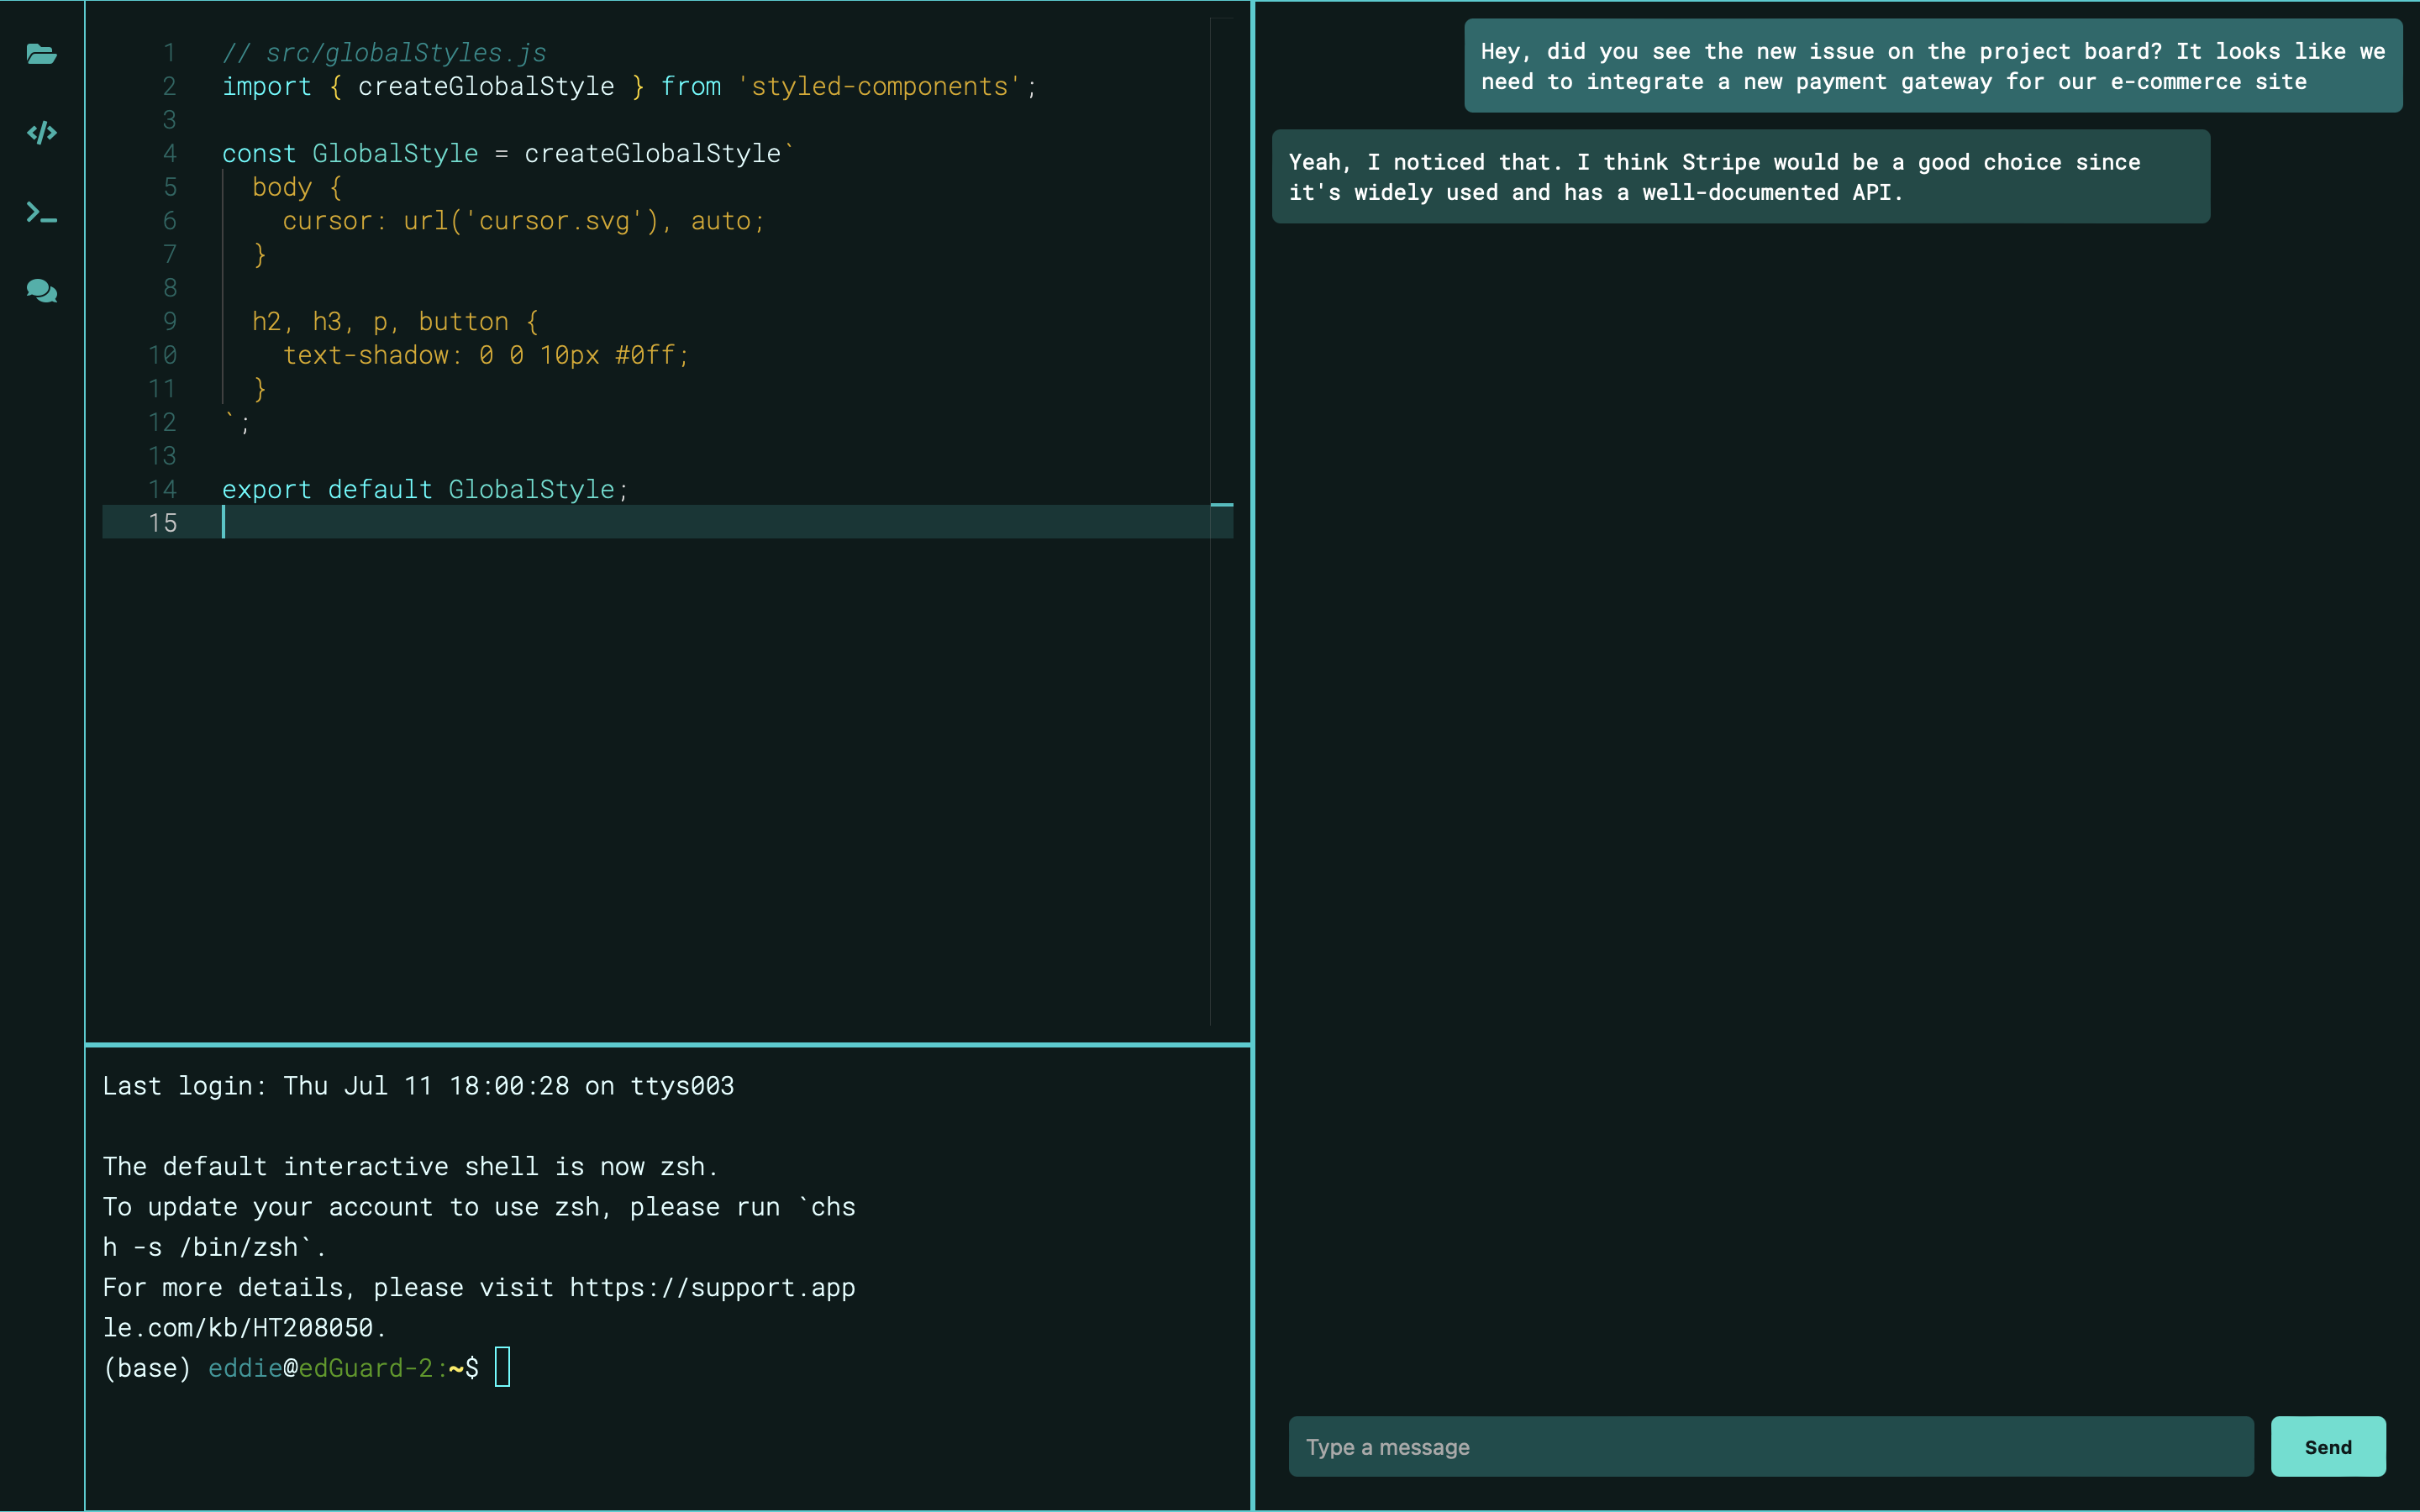 1 // src/globalStyles.js
2 import { createGlobalStyle } from 'styled-components';
3
4 const GlobalStyle = createGlobalStyle`
5   body {
6     cursor: url('cursor.svg'), auto;
7   }
8
9   h2, h3, p, button {
10     text-shadow: 0 0 10px #0ff;
11   }
12 `;
13
14 export default GlobalStyle;
15
Last login: Thu Jul 11 18:00:28 on ttys003
The default interactive shell is now zsh.
To update your account to use zsh, please run `chs
h -s /bin/zsh`.
For more details, please visit https://support.app
le.com/kb/HT208050.
(base) eddie@edGuard-2:~$
Hey, did you see the new issue on the project board? It looks like we
need to integrate a new payment gateway for our e-commerce site
Yeah, I noticed that. I think Stripe would be a good choice since
it's widely used and has a well-documented API.
Type a message
Send